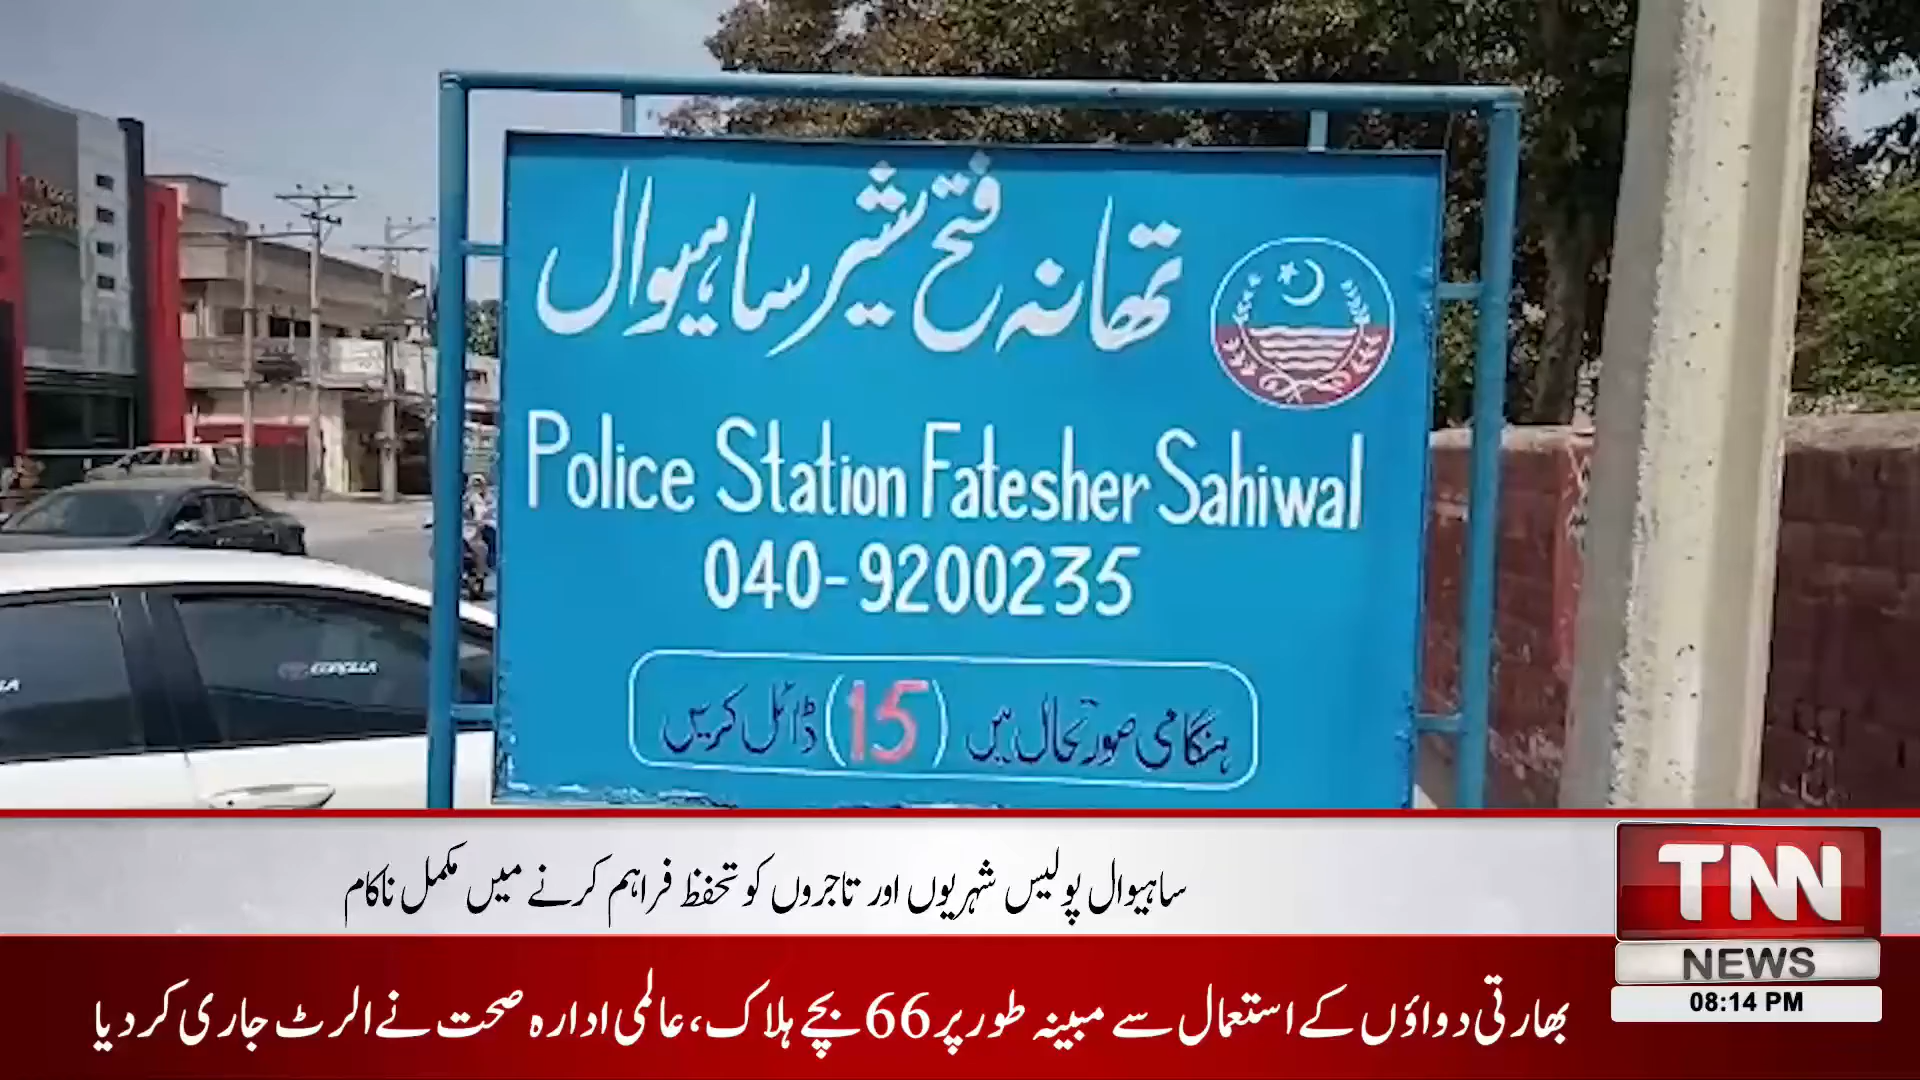 تھانہ فتح شیر ساہیوال
Police Station Fatesher Sahiwal
040-9200235
ہنگامی صورتحال میں (15) ڈائل کریں
COROLLA
ساہیوال پولیس شہریوں اور تاجروں کو تحفظ فراہم کرنے میں مکمل ناکام
TNN
NEWS
08:14 PM
بھارتی دواؤں کے استعمال سے مبینہ طور پر 66 بچے ہلاک، عالمی ادارہ صحت نے الرٹ جاری کر دیا